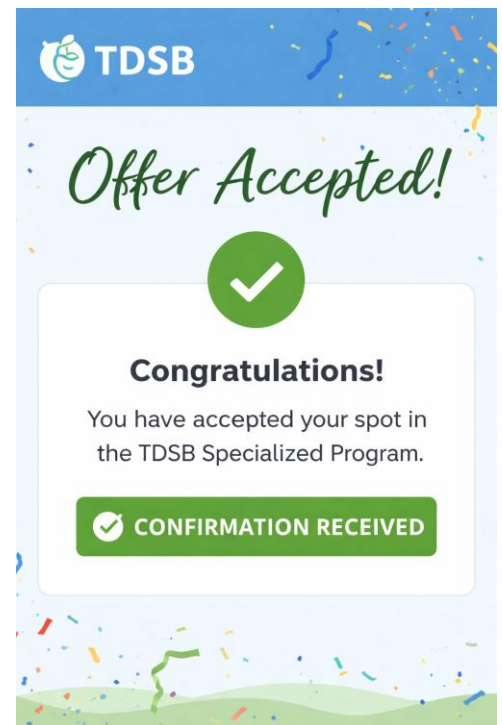 TDSB
Offer Accepted!
Congratulations!
You have accepted your spot in
the TDSB Specialized Program.
CONFIRMATION RECEIVED